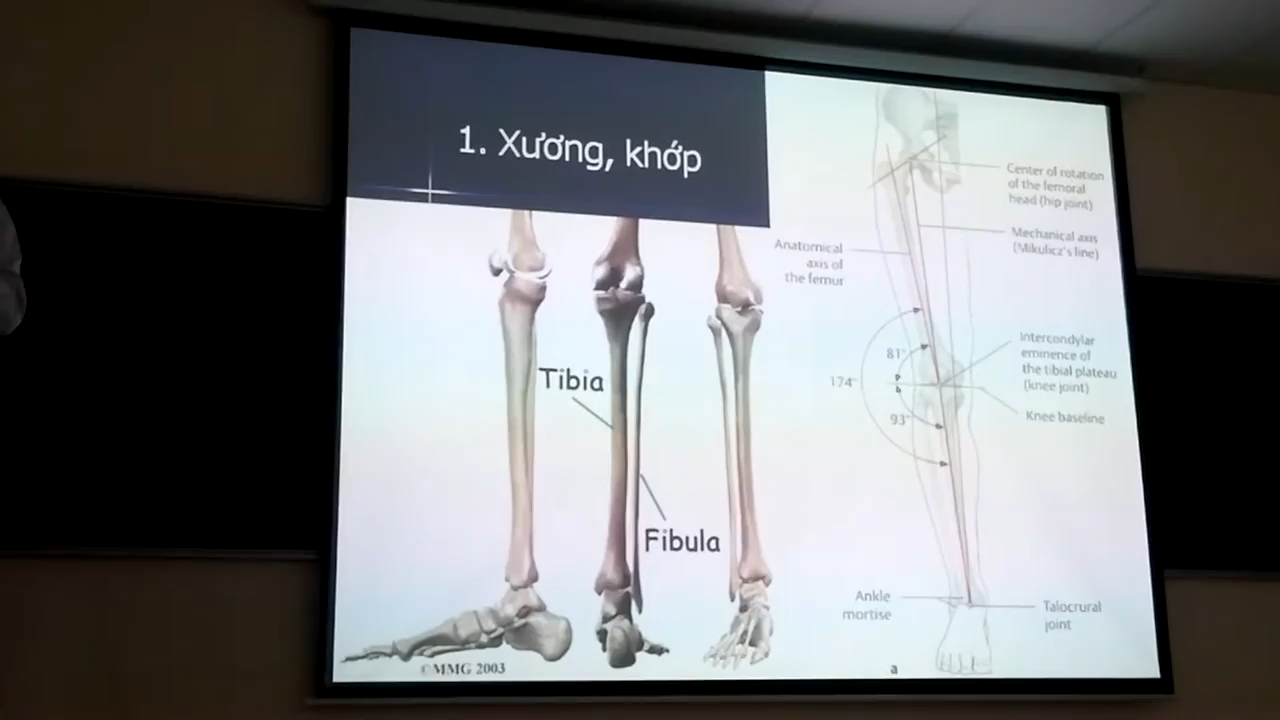 1. Xương, khớp
Tibia
Fibula
©MMG 2003
Center of rotation
of the femoral
head (hip joint)
Mechanical axis
(Mikulicz's line)
Anatomical
axis of
the femur
Intercondylar
eminence of
the tibial plateau
(knee joint)
Knee baseline
81°
174°
93°
Ankle
mortise
Talocrural
joint
a